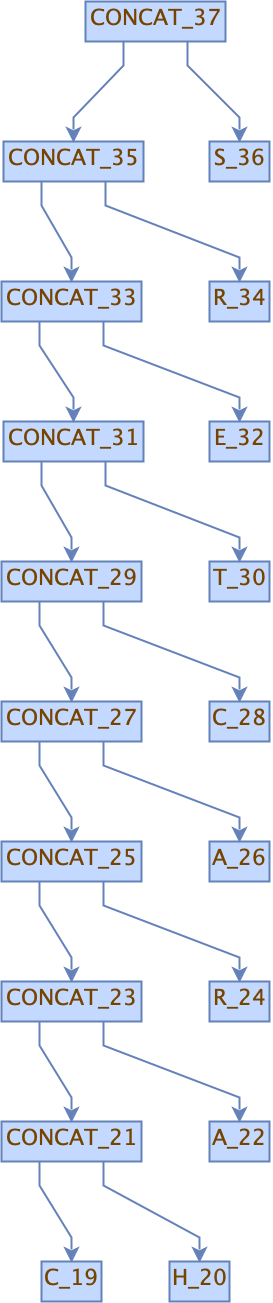 CONCAT_37
CONCAT_35 S_36
CONCAT_33 R_34
CONCAT_31 E_32
CONCAT_29 T_30
CONCAT_27 C_28
CONCAT_25 A_26
CONCAT_23 R_24
CONCAT_21 A_22
C_19 H_20